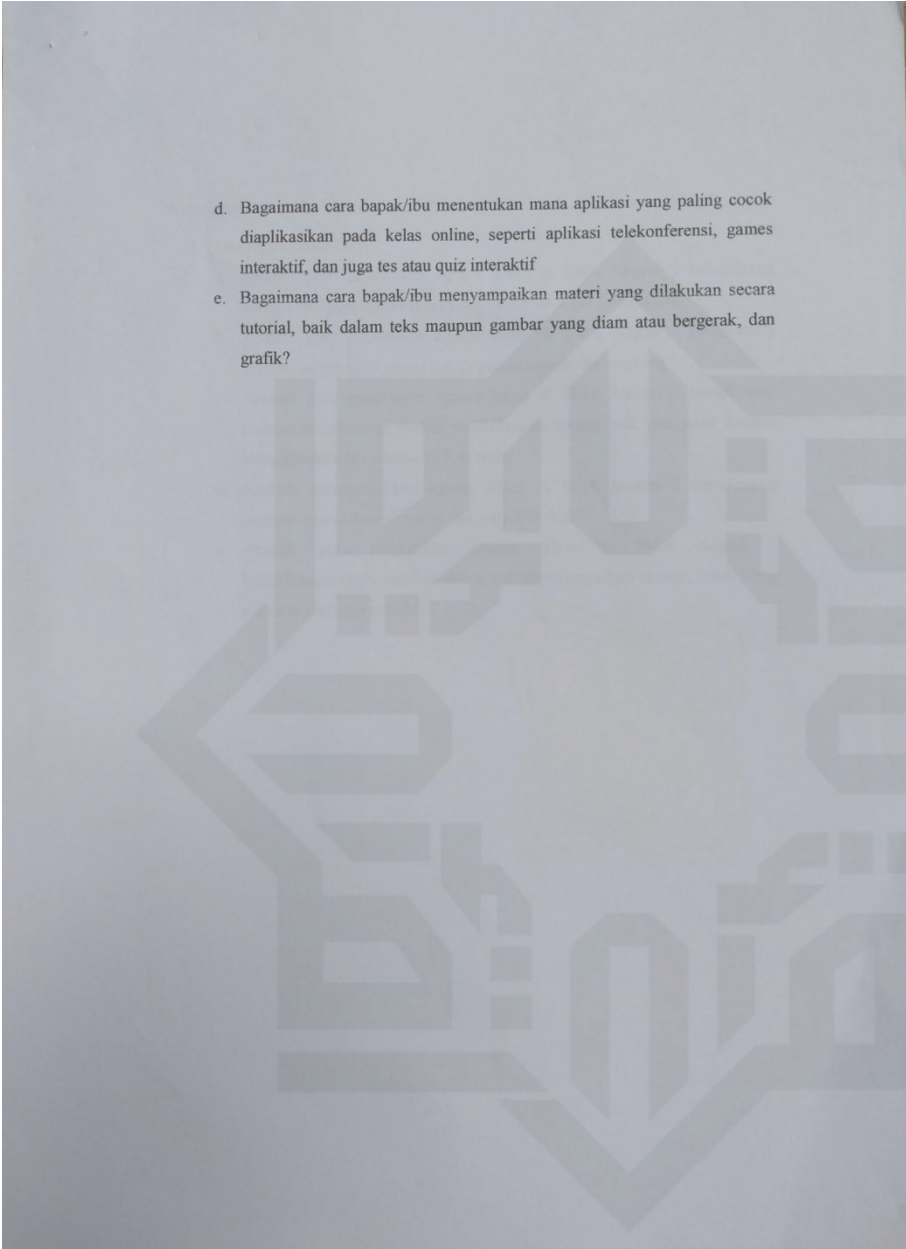 d. Bagaimana cara bapak/ibu menentukan mana aplikasi yang paling cocok
diaplikasikan pada kelas online, seperti aplikasi telekonferensi, games
interaktif, dan juga tes atau quiz interaktif
e. Bagaimana cara bapak/ibu menyampaikan materi yang dilakukan secara
tutorial, baik dalam teks maupun gambar yang diam atau bergerak, dan
grafik?